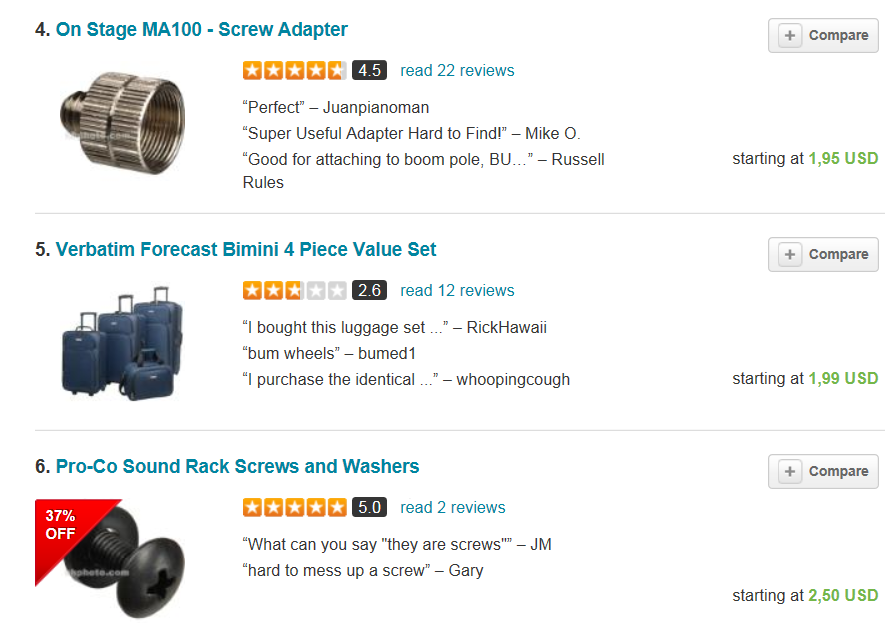 4. On Stage MA100 - Screw Adapter
+ Compare
4.5 read 22 reviews
“Perfect” – Juanpianoman
“Super Useful Adapter Hard to Find!” – Mike O.
“Good for attaching to boom pole, BU…” – Russell
Rules
starting at 1,95 USD
5. Verbatim Forecast Bimini 4 Piece Value Set
+ Compare
2.6 read 12 reviews
“I bought this luggage set ...” – RickHawaii
“bum wheels” – bumed1
“I purchase the identical ...” – whoopingcough
starting at 1,99 USD
6. Pro-Co Sound Rack Screws and Washers
+ Compare
37%
OFF
5.0 read 2 reviews
“What can you say "they are screws"” – JM
“hard to mess up a screw” – Gary
starting at 2,50 USD